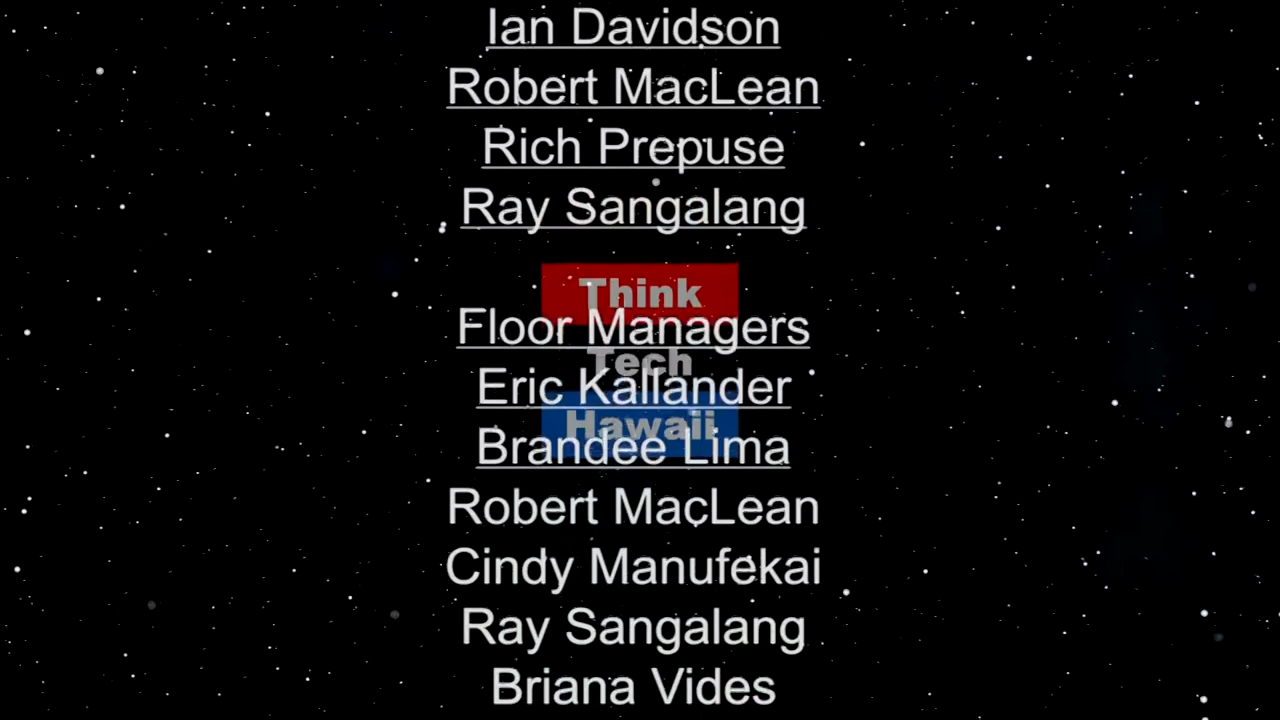 Ian Davidson
Robert MacLean
Rich Prepuse
Ray Sangalang
Think
Floor Managers
Tech
Eric Kallander
Hawaii
Brandee Lima
Robert MacLean
Cindy Manufekai
Ray Sangalang
Briana Vides